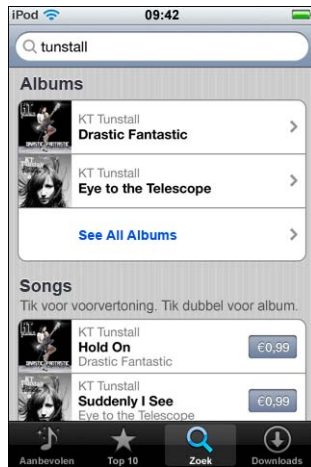 iPod 09:42
tunstall
Albums
KT Tunstall
Drastic Fantastic
KT Tunstall
Eye to the Telescope
See All Albums
Songs
Tik voor voorvertoning. Tik dubbel voor album.
KT Tunstall
Hold On
Drastic Fantastic
€0,99
KT Tunstall
Suddenly I See
Eye to the Telescope
€0,99
Aanbevolen Top 10 Zoek Downloads